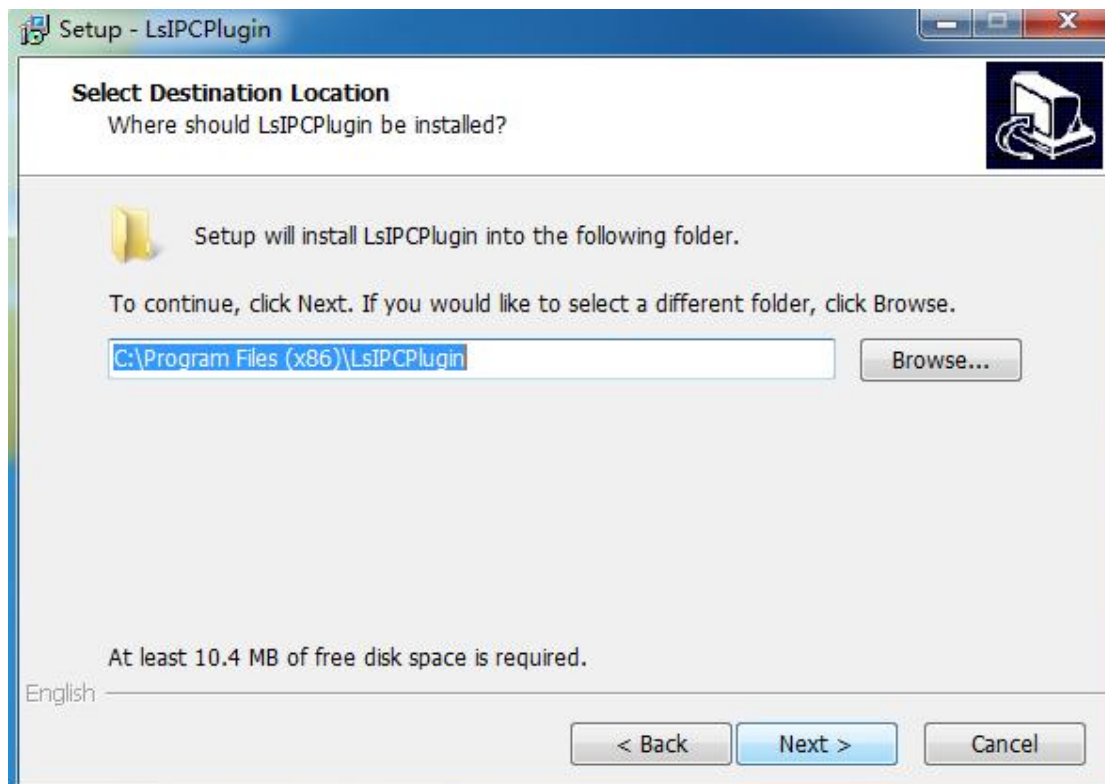 Setup - LsIPCPlugin
Select Destination Location
Where should LsIPCPlugin be installed?
Setup will install LsIPCPlugin into the following folder.
To continue, click Next. If you would like to select a different folder, click Browse.
C:\Program Files (x86)\LsIPCPlugin
Browse...
At least 10.4 MB of free disk space is required.
English
< Back
Next >
Cancel